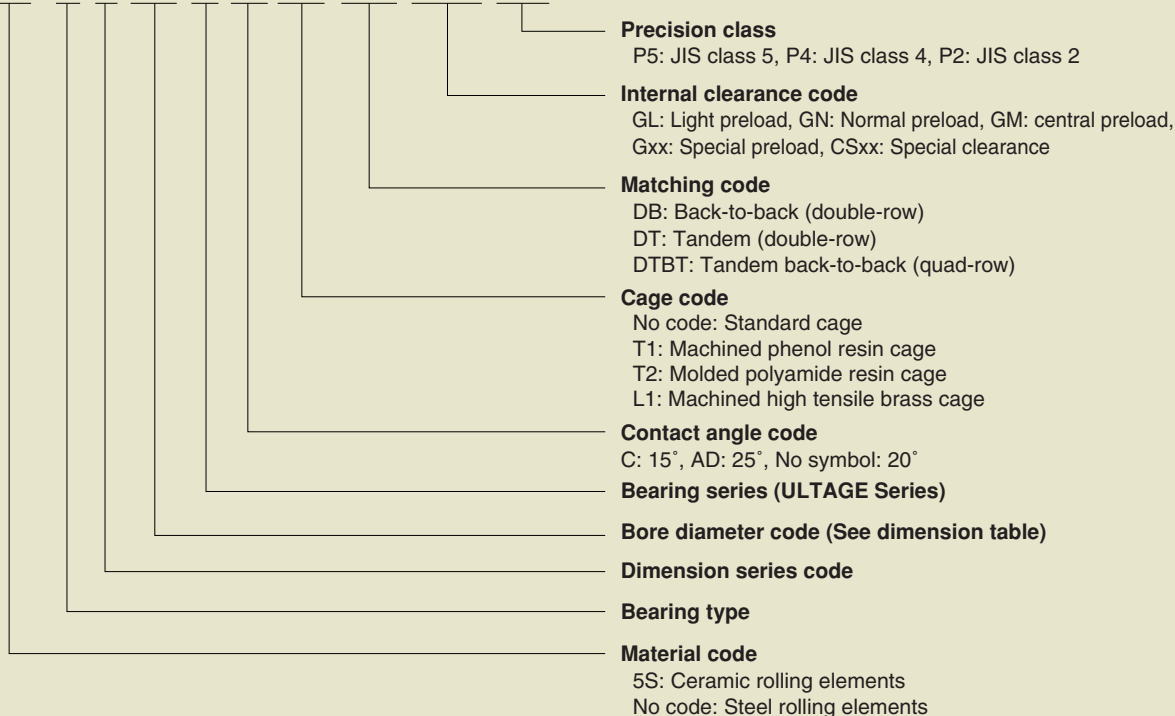 Precision class
P5: JIS class 5, P4: JIS class 4, P2: JIS class 2
Internal clearance code
GL: Light preload, GN: Normal preload, GM: central preload,
Gxx: Special preload, CSxx: Special clearance
Matching code
DB: Back-to-back (double-row)
DT: Tandem (double-row)
DTBT: Tandem back-to-back (quad-row)
Cage code
No code: Standard cage
T1: Machined phenol resin cage
T2: Molded polyamide resin cage
L1: Machined high tensile brass cage
Contact angle code
C: 15˚, AD: 25˚, No symbol: 20˚
Bearing series (ULTAGE Series)
Bore diameter code (See dimension table)
Dimension series code
Bearing type
Material code
5S: Ceramic rolling elements
No code: Steel rolling elements